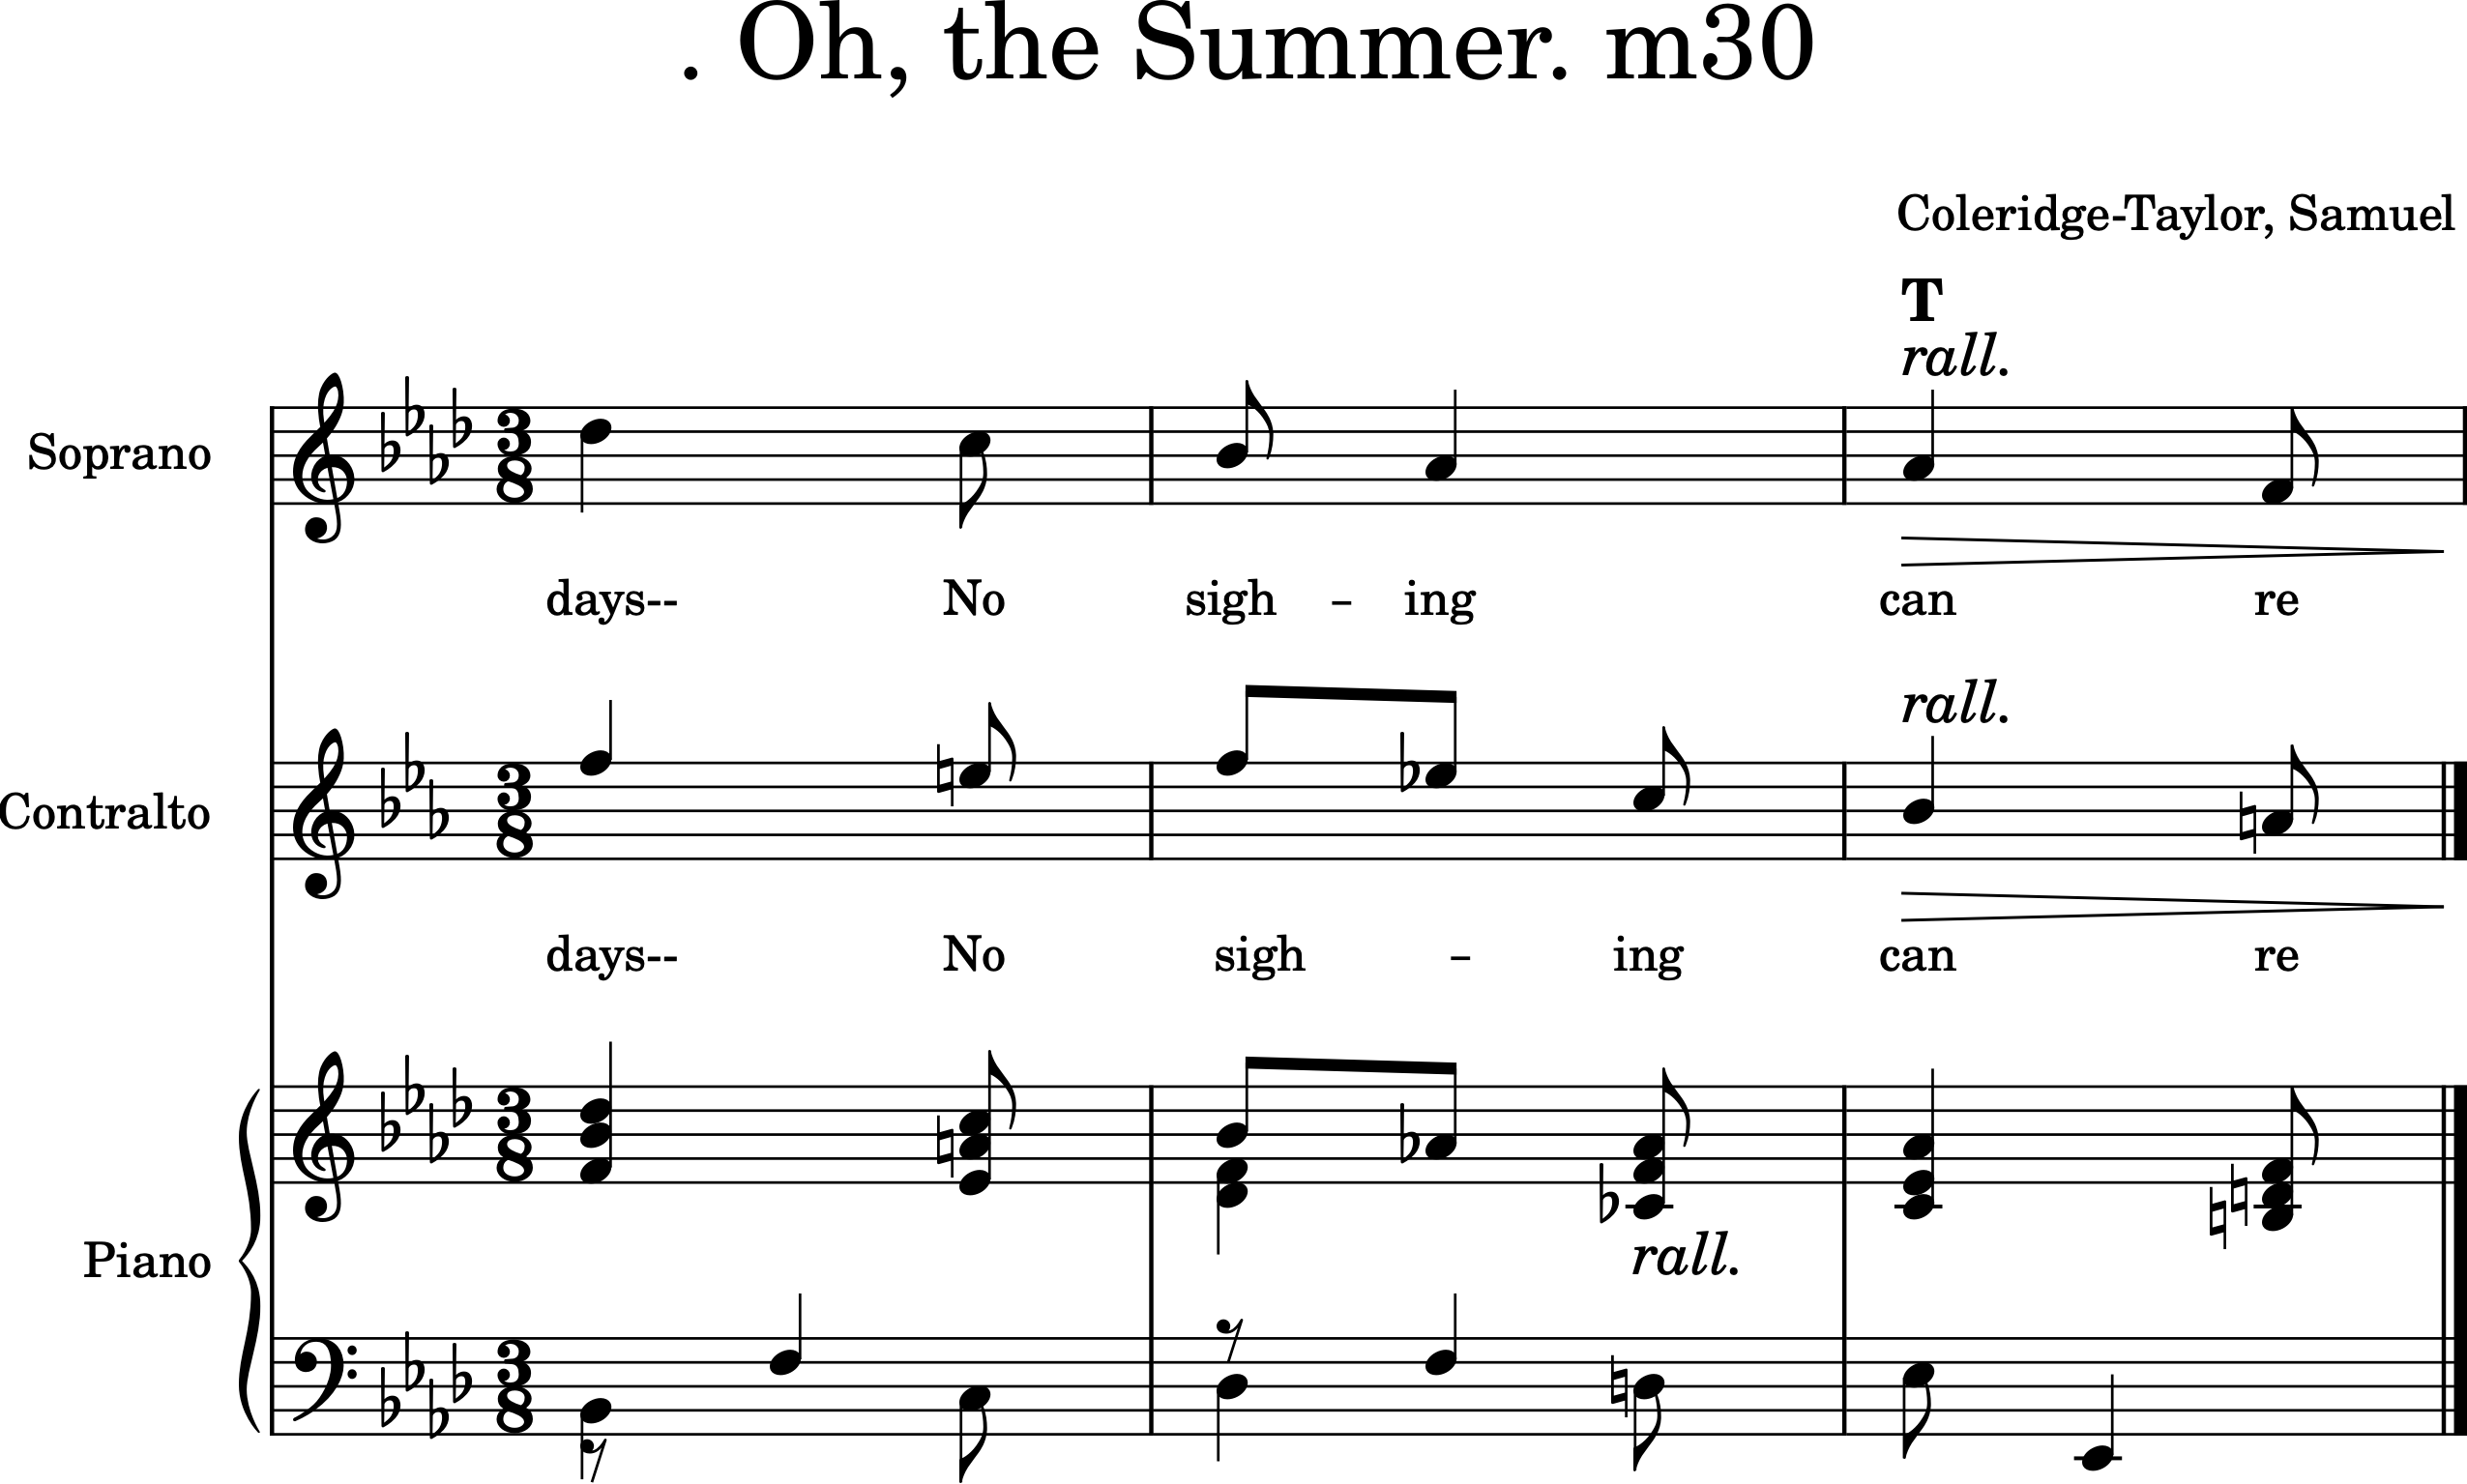 . Oh, the Summer. m30
Coleridge-Taylor, Samuel
T
rall.
Soprano
days-- No sigh – ing can re
rall.
Contralto
days-- No sigh – ing can re
Piano
rall.